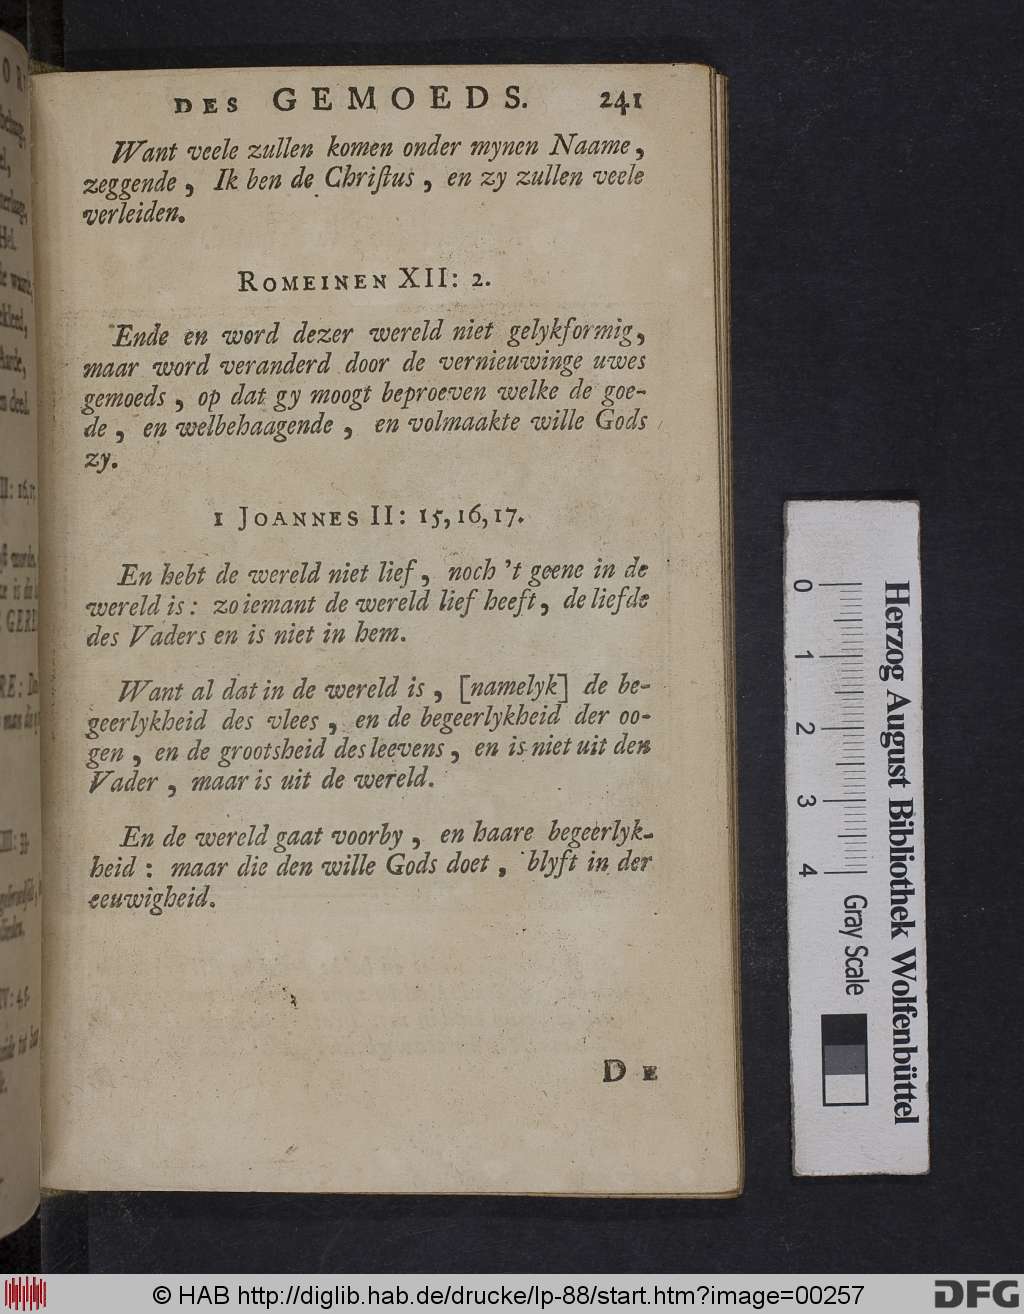 DES GEMOEDS. 241
Want veele zullen komen onder mynen Naame,
zeggende, Ik ben de Chriſtus, en zy zullen veele
verleiden.
ROMEINEN XII: 2.
Ende en word dezer wereld niet gelykformig,
maar word veranderd door de vernieuwinge uwes
gemoeds, op dat gy moogt beproeven welke de goe-
de, en welbehaagende, en volmaakte wille Gods
zy.
1 JOANNES II: 15, 16, 17.
En hebt de wereld niet lief, noch 't geene in de
wereld is: zo iemant de wereld lief heeft, de liefde
des Vaders en is niet in hem.
Want al dat in de wereld is, [namelyk] de be-
geerlykheid des vlees, en de begeerlykheid der oo-
gen, en de grootsheid des leevens, en is niet uit den
Vader, maar is uit de wereld.
En de wereld gaat voorby, en haare begeerlyk-
heid: maar die den wille Gods doet, blyft in der
eeuwigheid.
DE
0 1 2 3 4 Gray Scale
Herzog August Bibliothek Wolfenbüttel
© HAB http://diglib.hab.de/drucke/lp-88/start.htm?image=00257
DFG